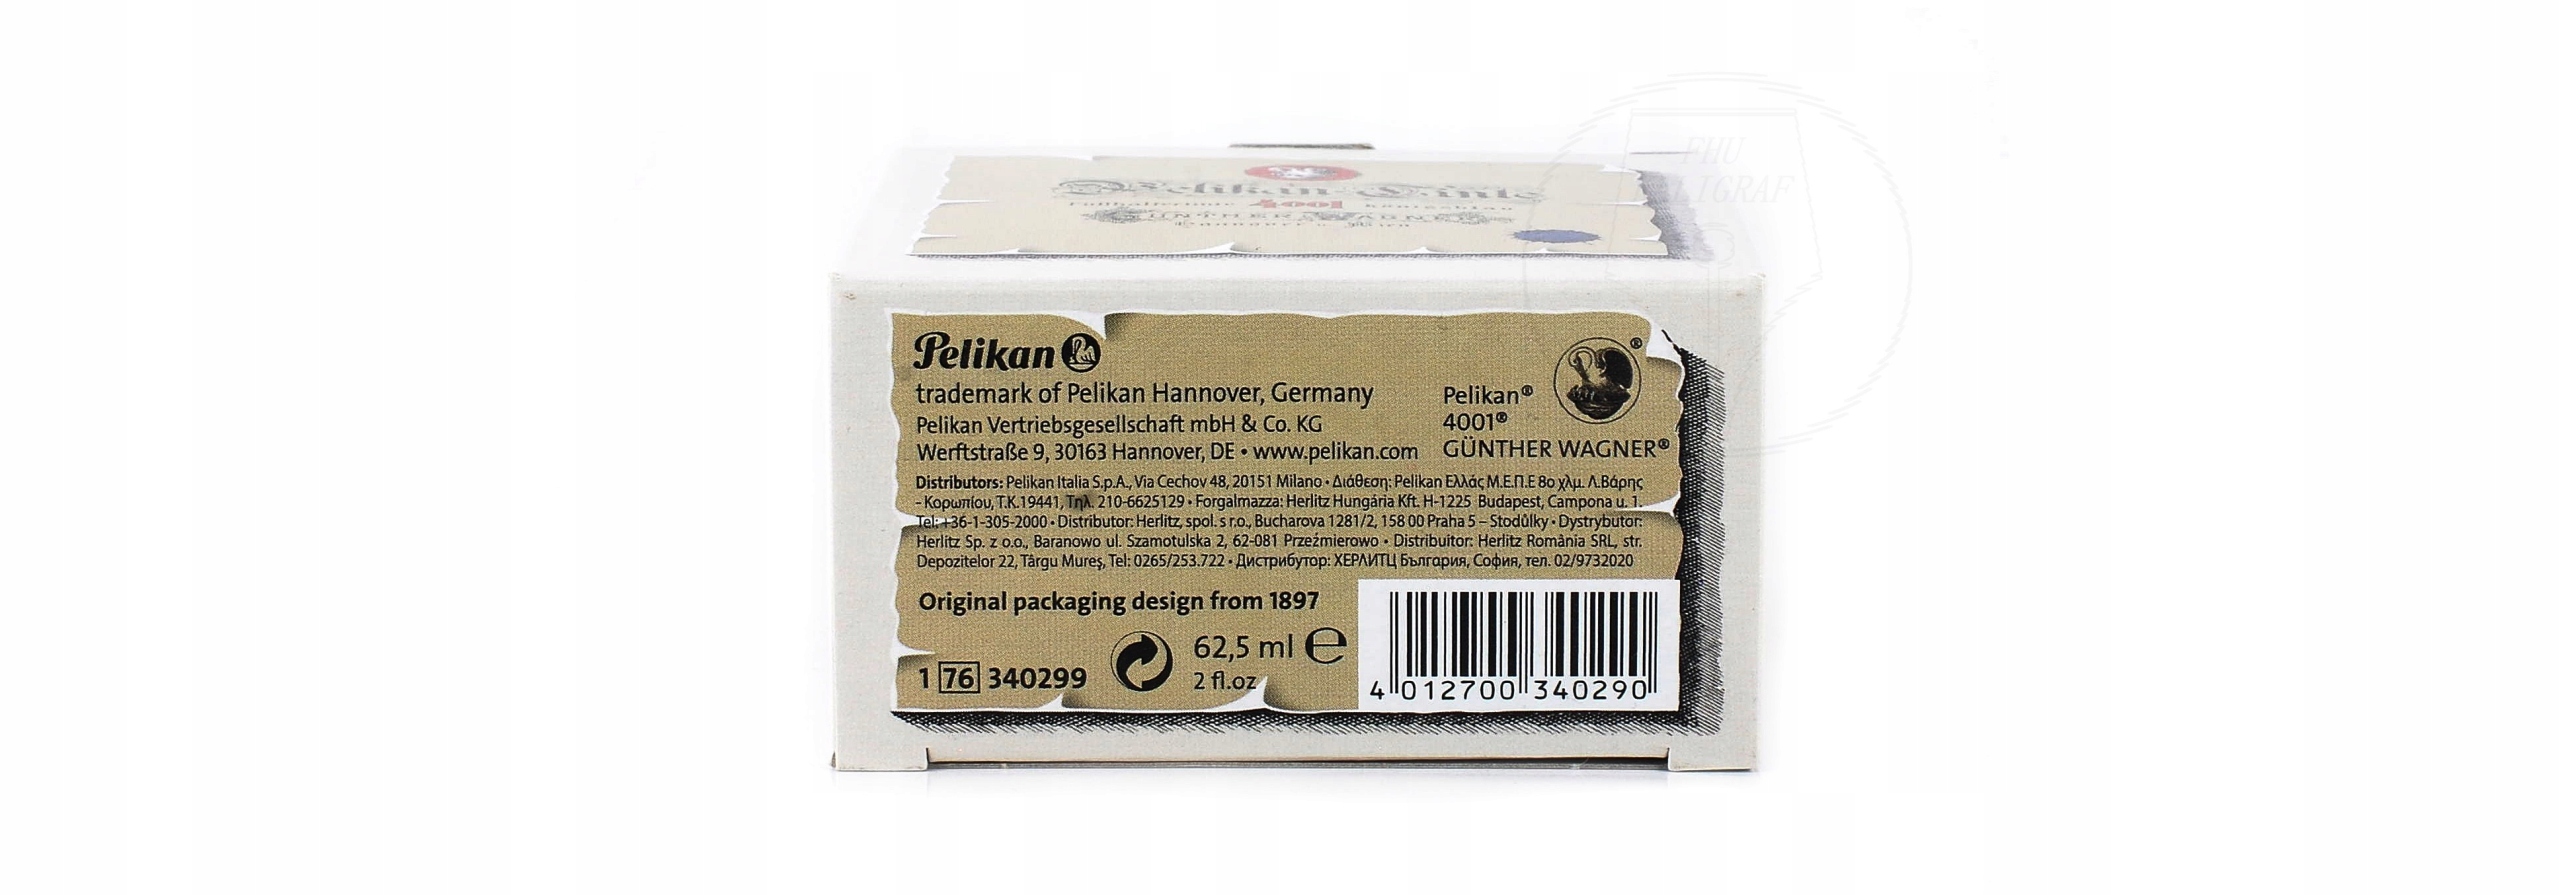 FHU
LIGRAF
Pelikan-Tinte
4001
GÜNTHER WAGNER
Pelikan
trademark of Pelikan Hannover, Germany
Pelikan Vertriebsgesellschaft mbH & Co. KG
Werftstraße 9, 30163 Hannover, DE • www.pelikan.com
Pelikan®
4001®
GÜNTHER WAGNER®
Distributors: Pelikan Italia S.p.A., Via Cechov 48, 20151 Milano • Διάθεση: Pelikan Ελλάς Μ.Ε.Π.Ε 8ο χλμ. Λ.Βάρης
- Κορωπίου, Τ.Κ.19441, Τηλ. 210-6625129 • Forgalmazza: Herlitz Hungária Kft. H-1225 Budapest, Campona u. 1.
Tel: +36-1-305-2000 • Distributor: Herlitz, spol. s r.o., Bucharova 1281/2, 158 00 Praha 5 – Stodůlky • Dystrybutor:
Herlitz Sp. z o.o., Baranowo ul. Szamotulska 2, 62-081 Przeźmierowo • Distribuitor: Herlitz România SRL, str.
Depozitelor 22, Târgu Mureş, Tel: 0265/253.722 • Дистрибутор: ХЕРЛИТЦ България, София, тел. 02/9732020
Original packaging design from 1897
1 76 340299
62,5 ml e
2 fl.oz
4 012700 340290